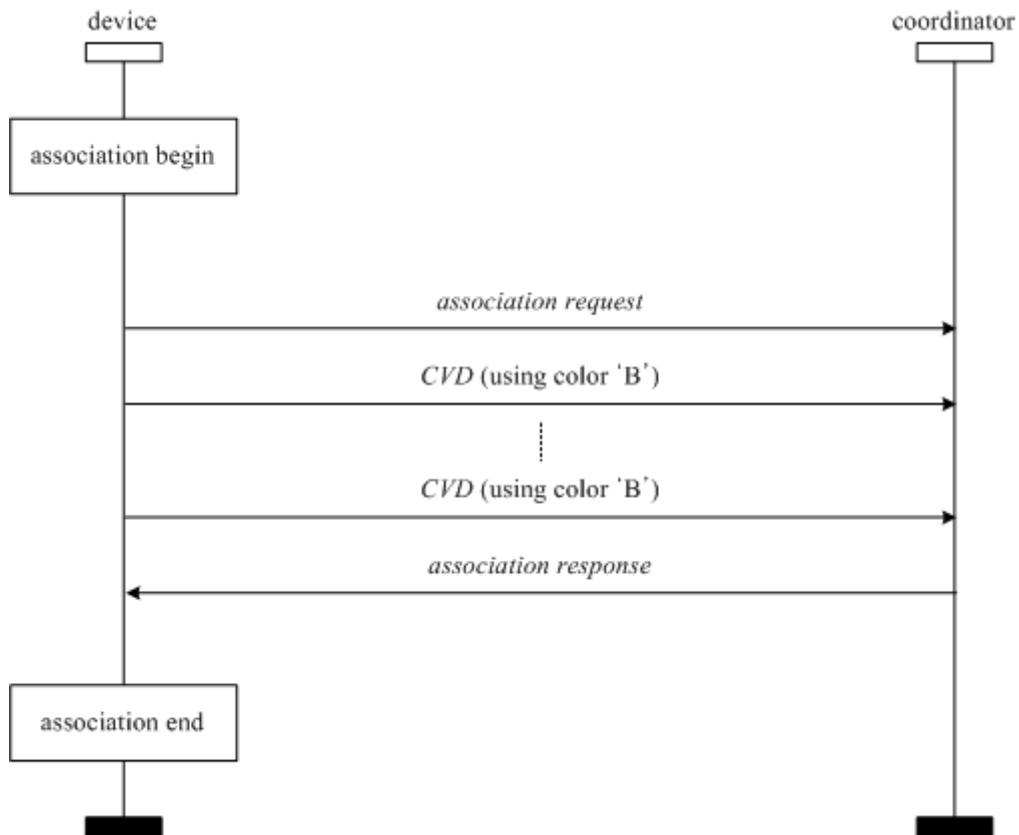 device
coordinator
association begin
association request
CVD (using color ‘B’)
CVD (using color ‘B’)
association response
association end